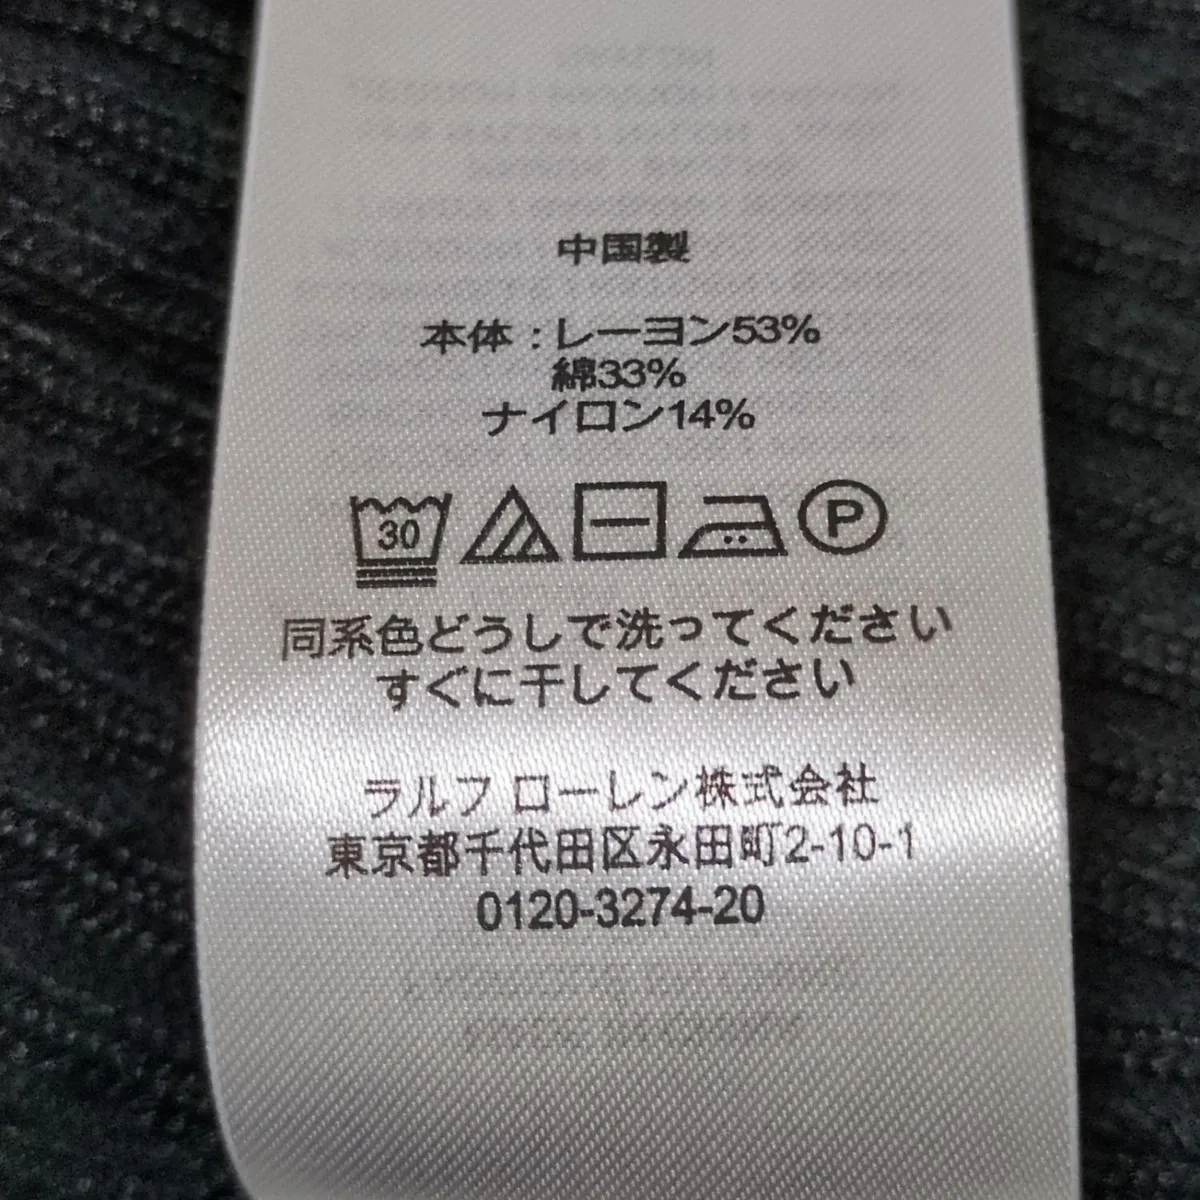 中国製
本体：レーヨン53%
綿33%
ナイロン14%
30
P
同系色どうしで洗ってください
すぐに干してください
ラルフ ローレン株式会社
東京都千代田区永田町2-10-1
0120-3274-20